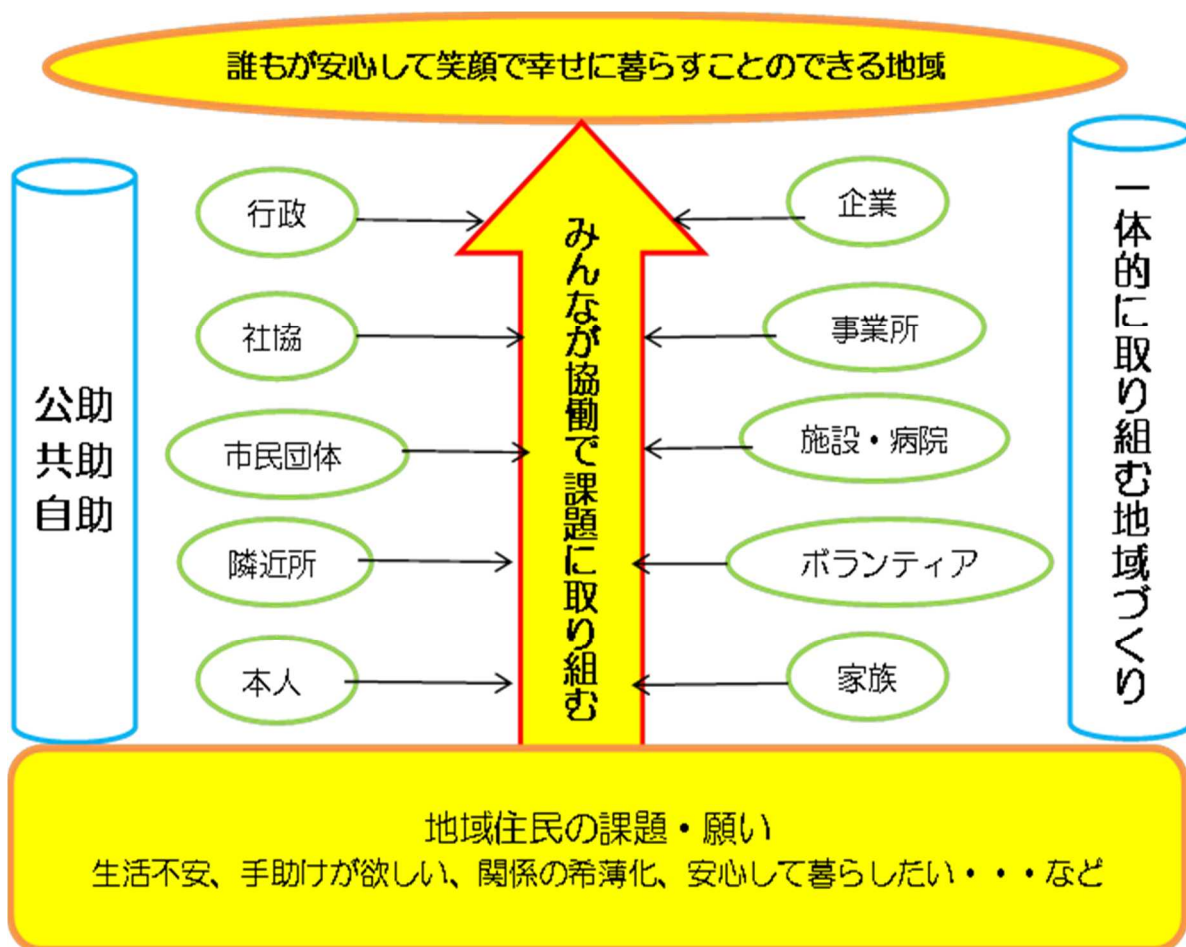 誰もが安心して笑顔で幸せに暮らすことのできる地域
公助
共助
自助
行政
社協
市民団体
隣近所
本人
みんなが協働で課題に取り組む
企業
事業所
施設・病院
ボランティア
家族
一体的に取り組む地域づくり
地域住民の課題・願い
生活不安、手助けが欲しい、関係の希薄化、安心して暮らしたい・・・など